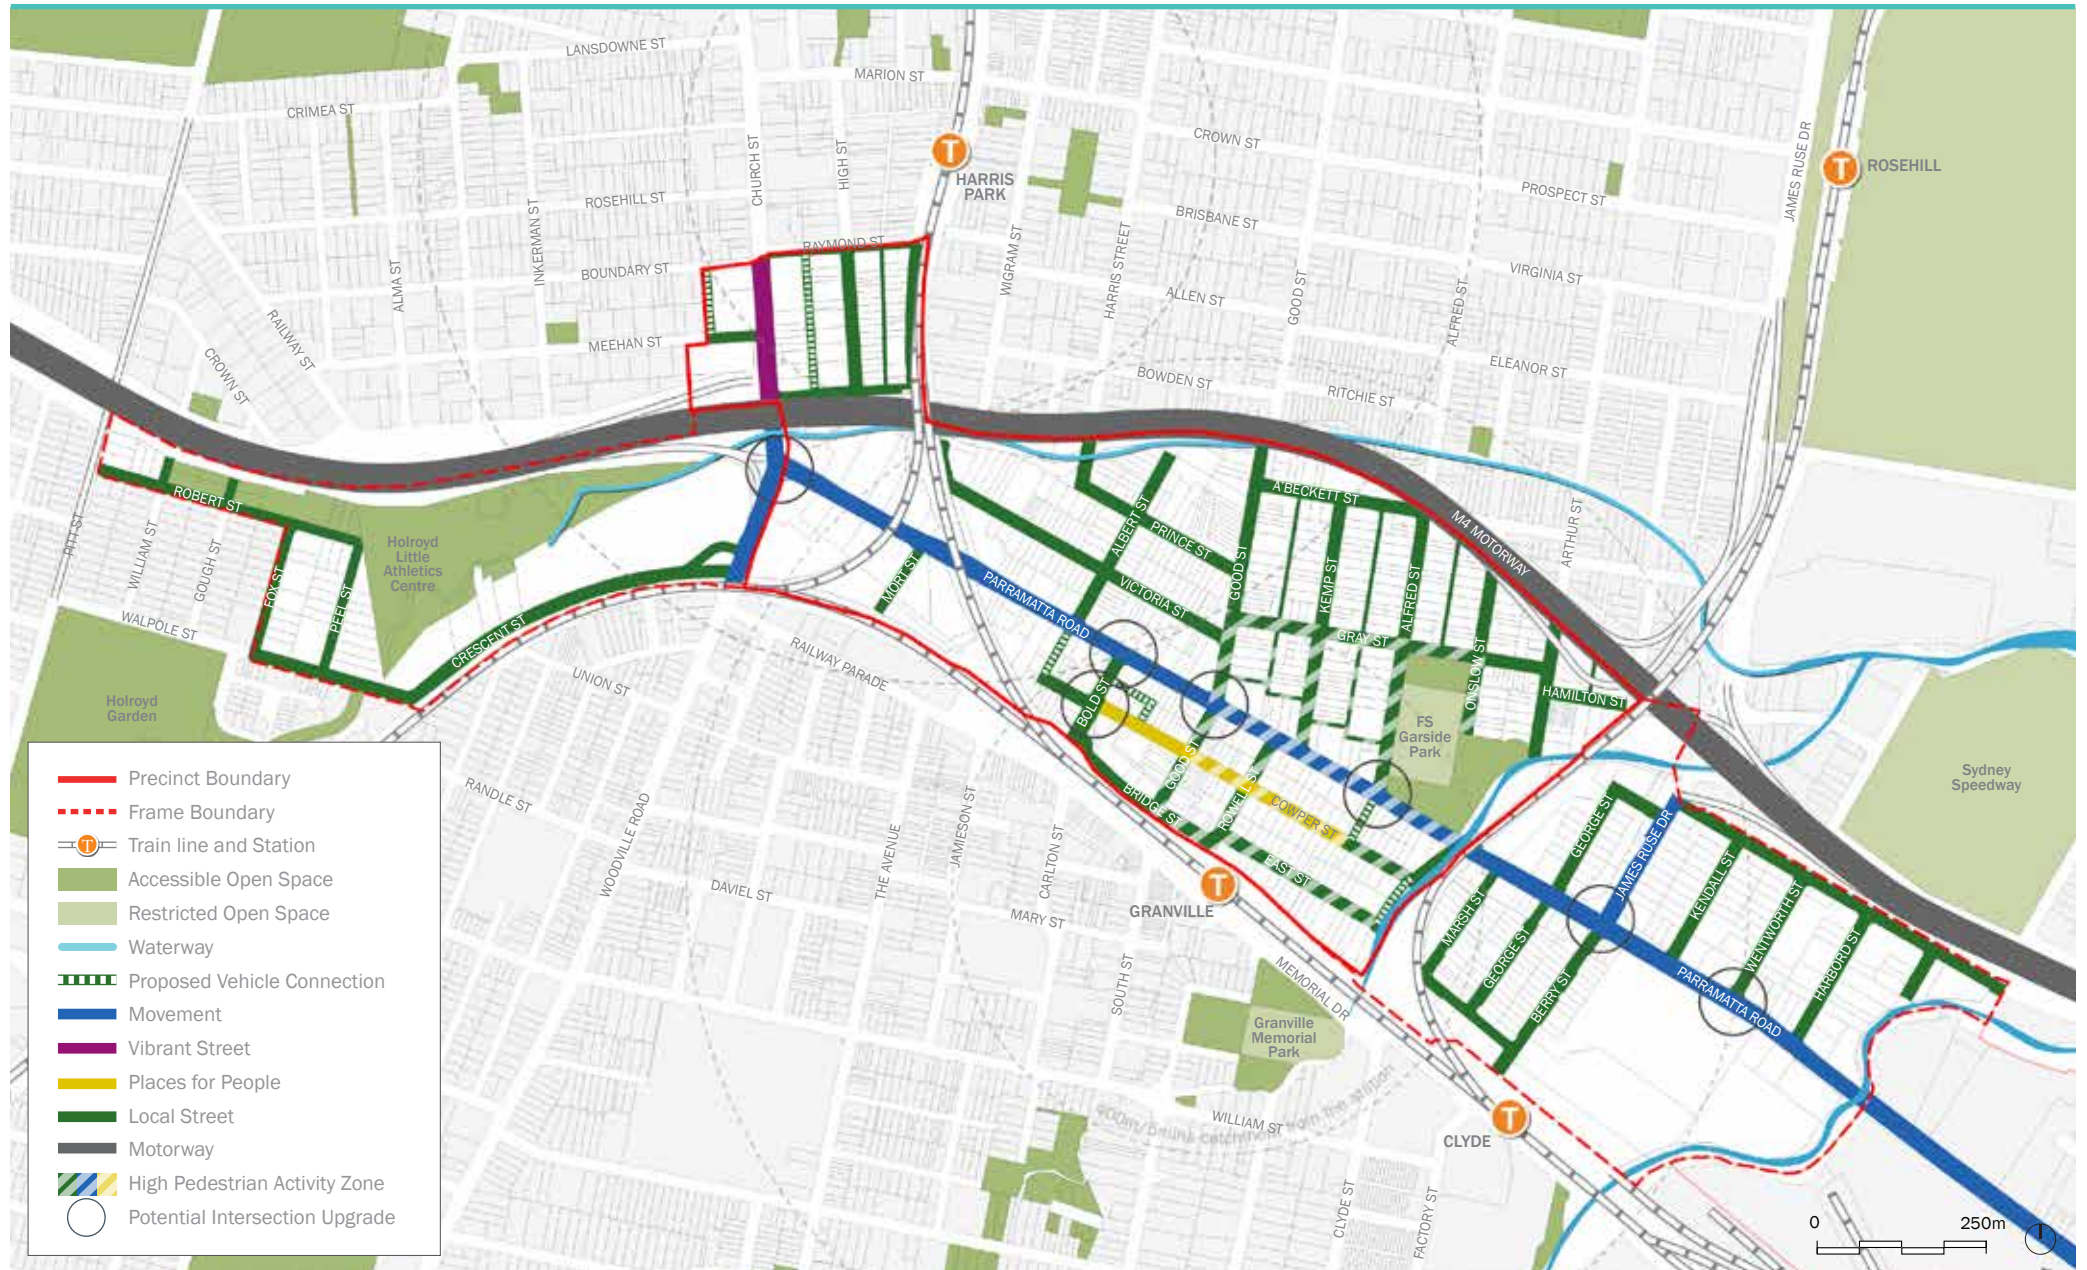 LANSDOWNE ST
MARION ST
CRIMEA ST
CHURCH ST
HIGH ST
T
HARRIS
PARK
CROWN ST
JAMES RUSE DR
T
ROSEHILL
PROSPECT ST
ROSEHILL ST
INKERMAN ST
BRISBANE ST
HARRIS STREET
WIGRAM ST
RAYMOND ST
BOUNDARY ST
ALMA ST
VIRGINIA ST
ALLEN ST
GOOD ST
ALFRED ST
RAILWAY ST
CROWN ST
MEEHAN ST
ELEANOR ST
BOWDEN ST
RITCHIE ST
ROBERT ST
PITT ST
WILLIAM ST
GOUGH ST
FOX ST
PEEL ST
Holroyd
Little
Athletics
Centre
WALPOLE ST
CRESCENT ST
Holroyd
Garden
A'BECKETT ST
M4 MOTORWAY
ARTHUR ST
ALBERT ST
PRINCE ST
GOOD ST
KEMP ST
ALFRED ST
VICTORIA ST
MORT ST
PARRAMATTA ROAD
GRAY ST
ONSLOW ST
HAMILTON ST
RAILWAY PARADE
UNION ST
BOLD ST
FS
Garside
Park
GOOD ST
ROWELL ST
COWPER ST
BRIDGE ST
EAST ST
Sydney
Speedway
GEORGE ST
JAMES RUSE DR
KENDALL ST
WENTWORTH ST
HARBORD ST
MARSH ST
GEORGE ST
BERRY ST
PARRAMATTA ROAD
RANDLE ST
WOODVILLE ROAD
THE AVENUE
JAMIESON ST
CARLTON ST
DAVIEL ST
MARY ST
SOUTH ST
T
GRANVILLE
MEMORIAL DR
Granville
Memorial
Park
WILLIAM ST
T
CLYDE
CLYDE ST
FACTORY ST
Precinct Boundary
Frame Boundary
T
Train line and Station
Accessible Open Space
Restricted Open Space
Waterway
Proposed Vehicle Connection
Movement
Vibrant Street
Places for People
Local Street
Motorway
High Pedestrian Activity Zone
Potential Intersection Upgrade
0
250m